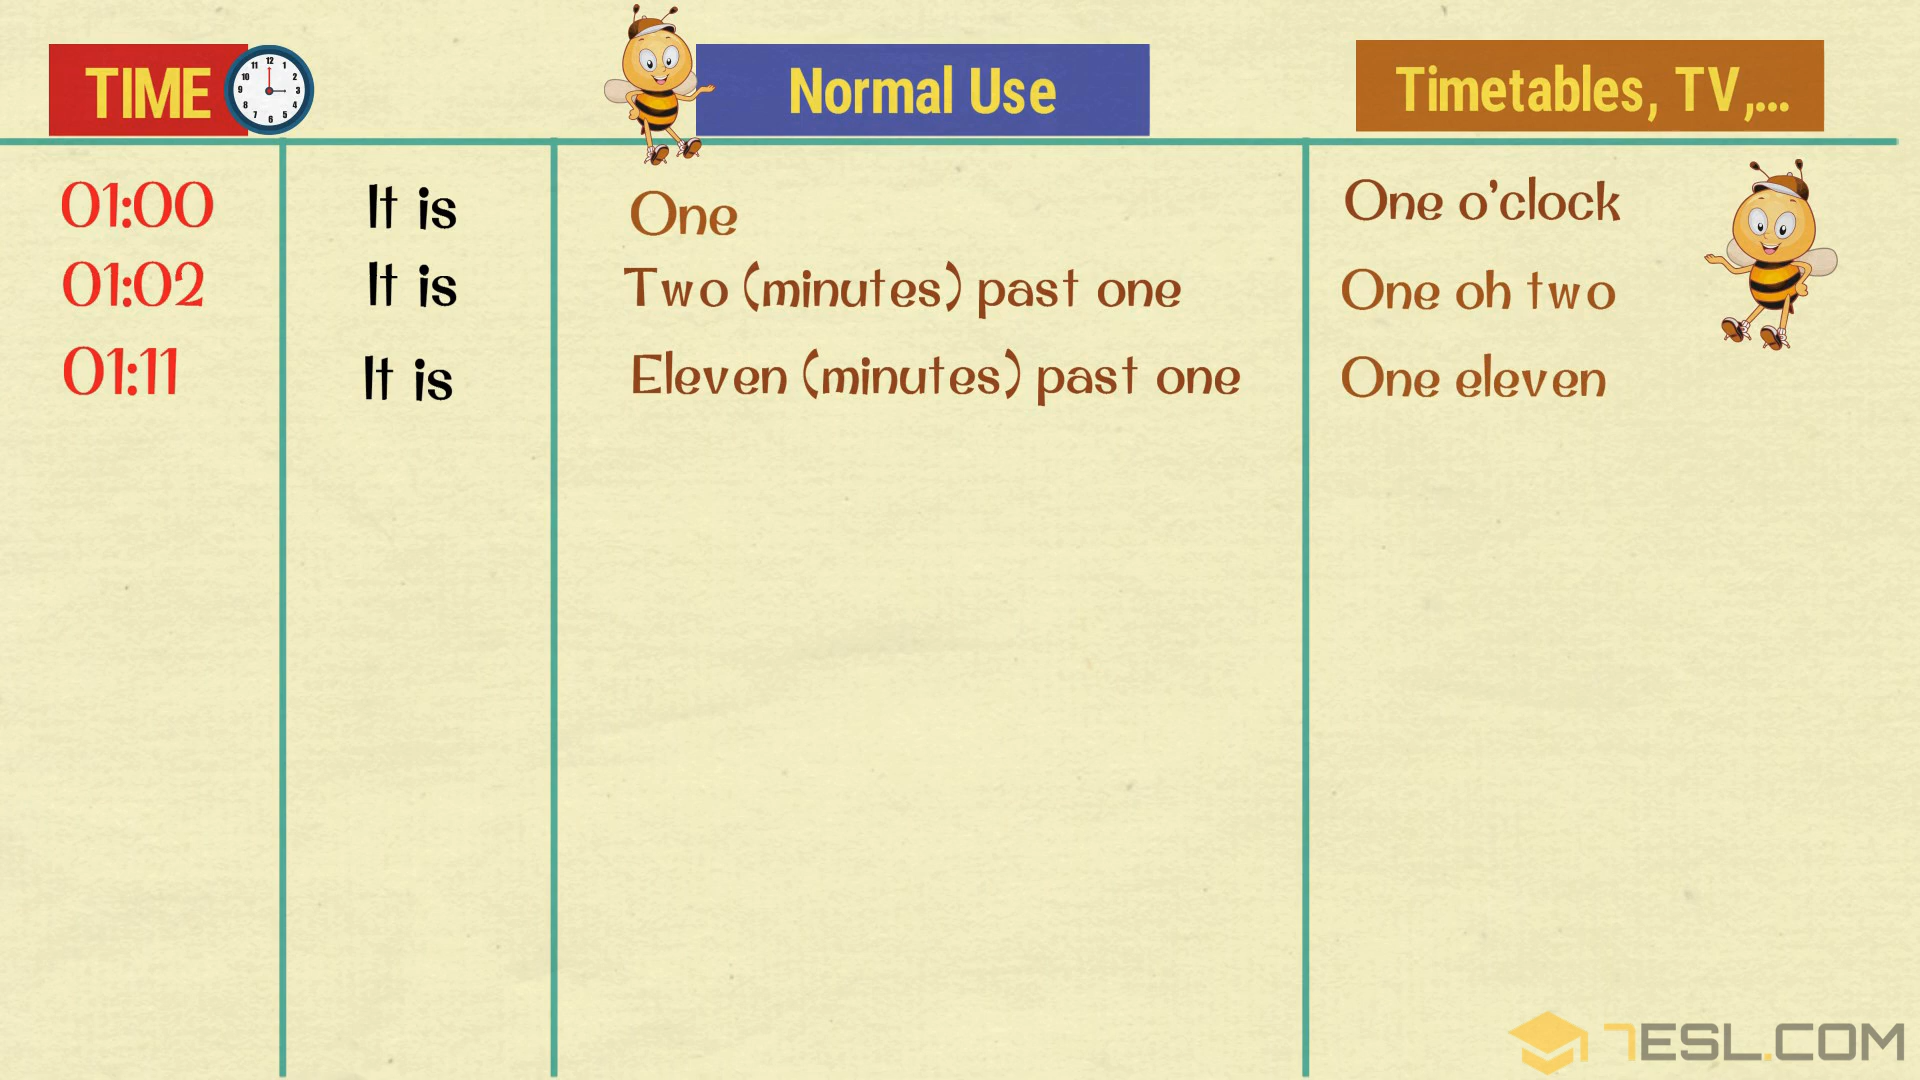 TIME
Normal Use
Timetables, TV,...
01:00 It is One One o'clock
01:02 It is Two (minutes) past one One oh two
01:11 It is Eleven (minutes) past one One eleven
7ESL.COM